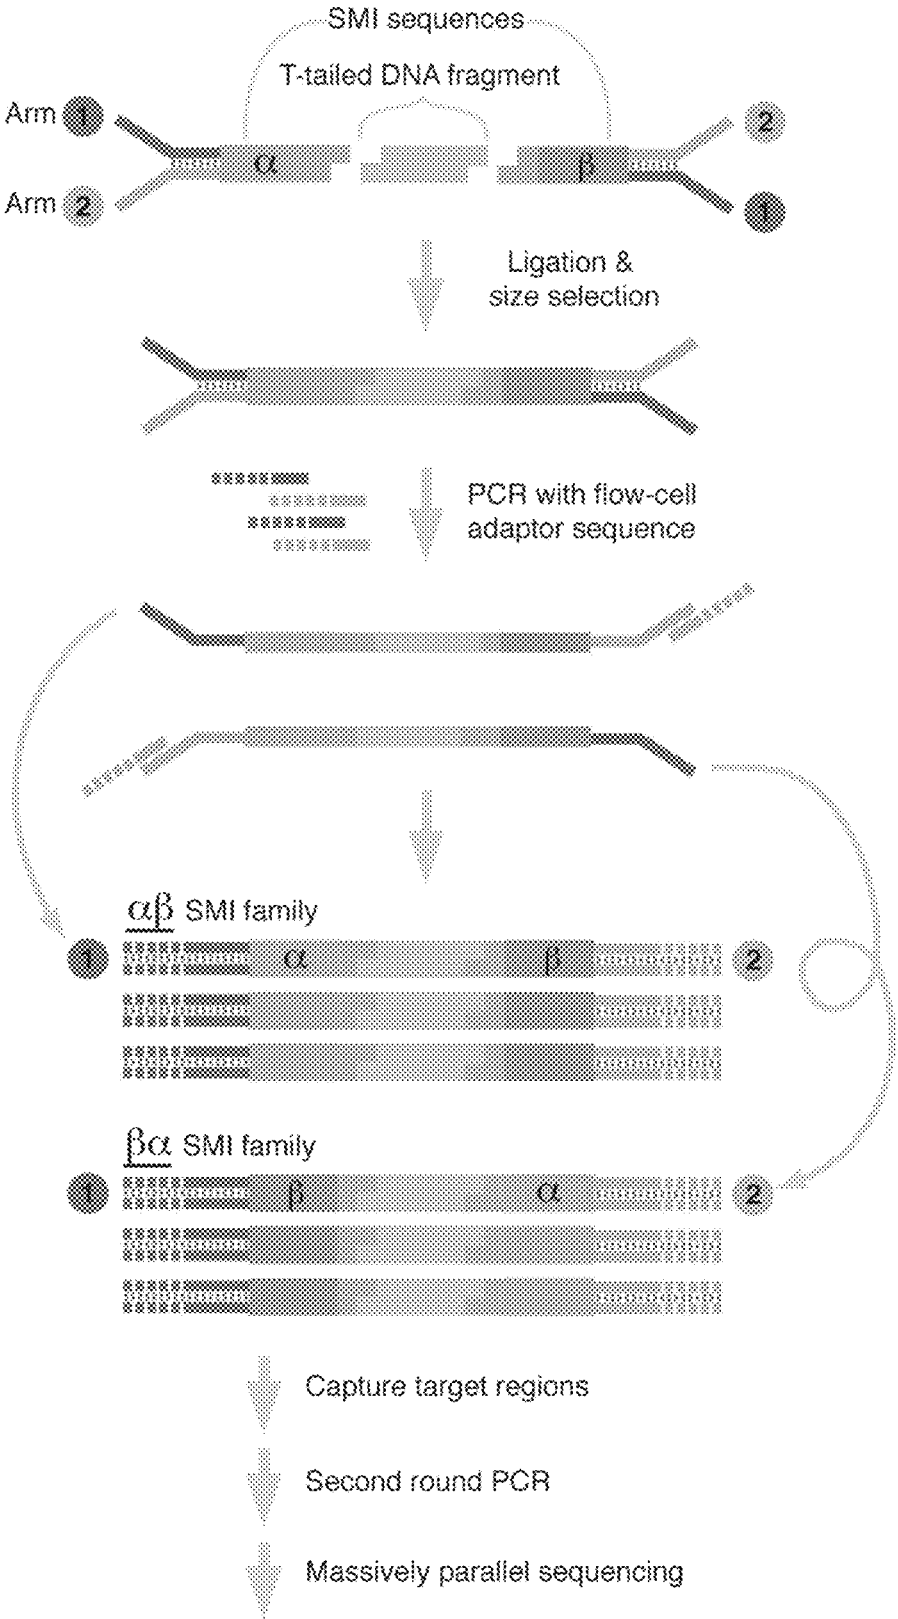 SMI sequences
T-tailed DNA fragment
Arm 1
2
α β
Arm 2
1
Ligation &
size selection
PCR with flow-cell
adaptor sequence
αβ SMI family
1 α β 2
βα SMI family
1 β α 2
Capture target regions
Second round PCR
Massively parallel sequencing